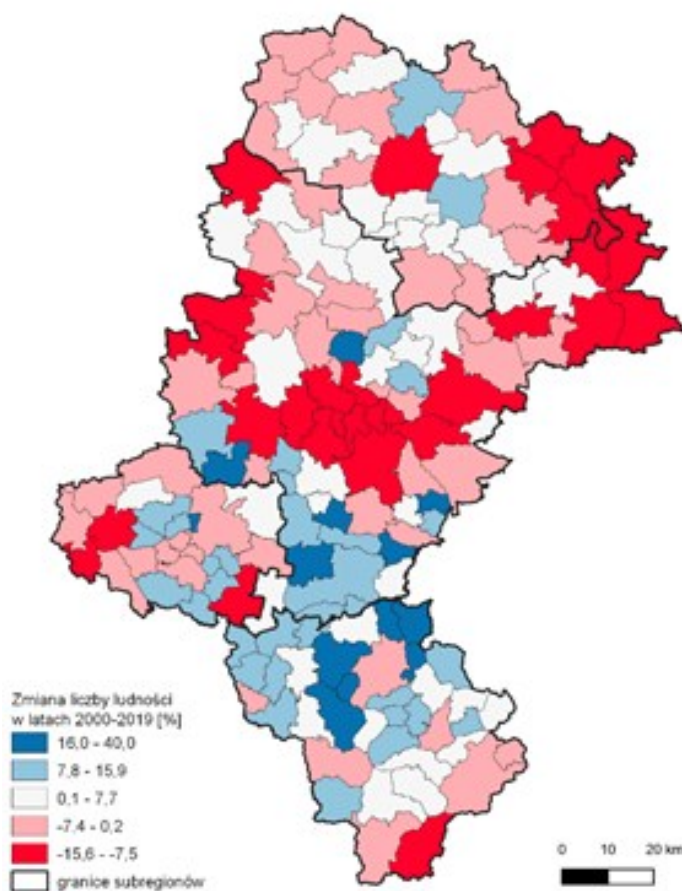 Zmiana liczby ludności
w latach 2000-2019 [%]
16,0 - 40,0
7,8 - 15,9
0,1 - 7,7
-7,4 - 0,2
-15,6 - -7,5
granice subregionów
0 10 20 km